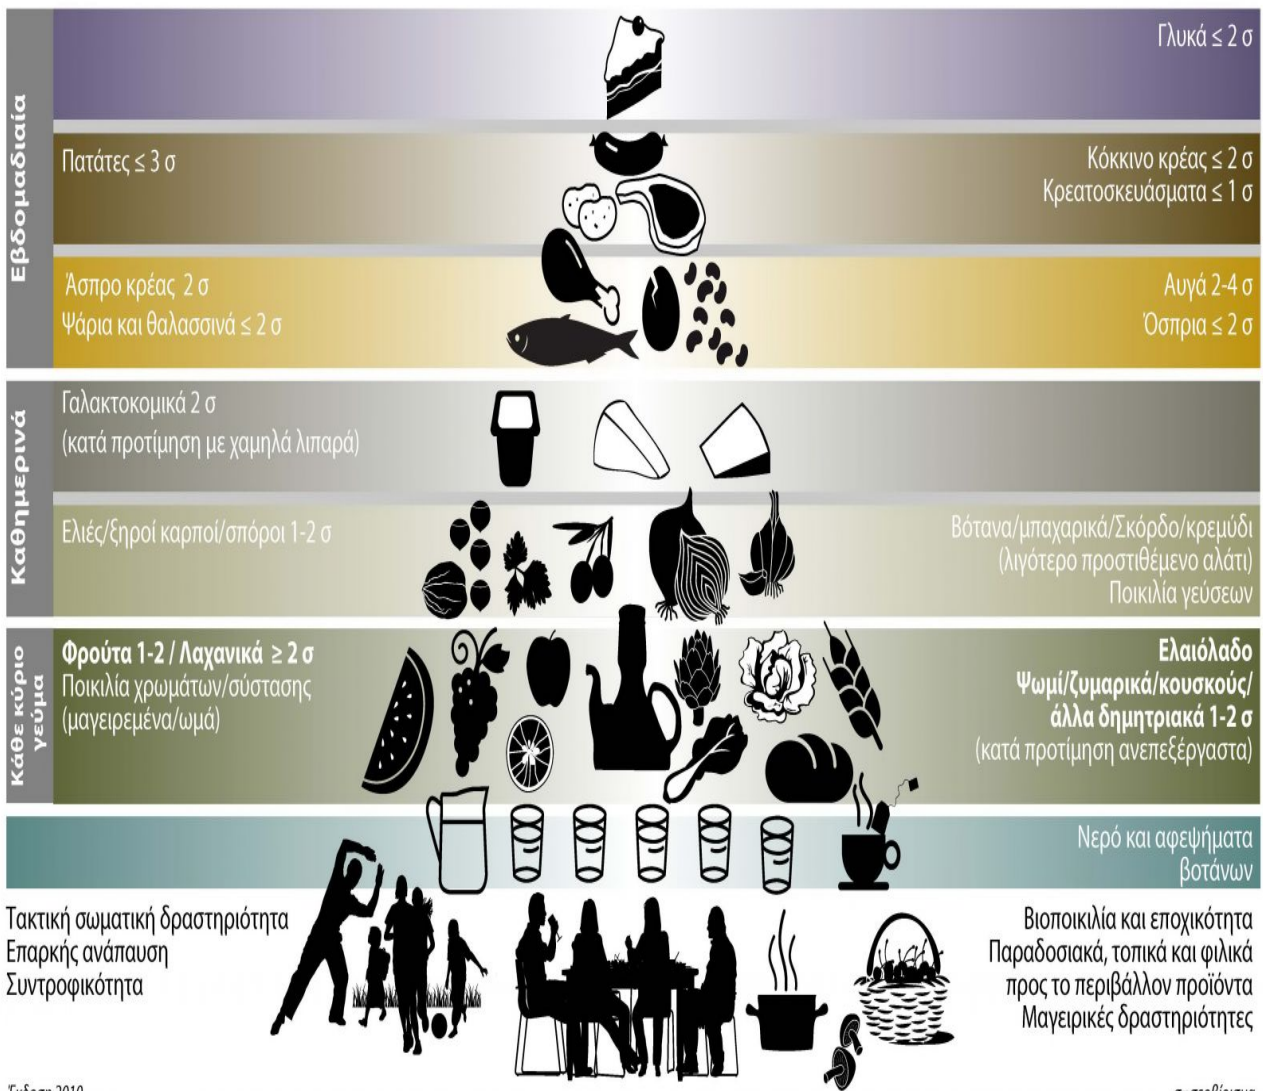 Εβδομαδιαία
Γλυκά ≤ 2 σ
Πατάτες ≤ 3 σ
Κόκκινο κρέας ≤ 2 σ
Κρεατοσκευάσματα ≤ 1 σ
Άσπρο κρέας 2 σ
Ψάρια και θαλασσινά ≤ 2 σ
Αυγά 2-4 σ
Όσπρια ≤ 2 σ
Καθημερινά
Γαλακτοκομικά 2 σ
(κατά προτίμηση με χαμηλά λιπαρά)
Ελιές/ξηροί καρποί/σπόροι 1-2 σ
Βότανα/μπαχαρικά/Σκόρδο/κρεμύδι
(λιγότερο προστιθέμενο αλάτι)
Ποικιλία γεύσεων
Κάθε κύριο
γεύμα
Φρούτα 1-2 / Λαχανικά ≥ 2 σ
Ποικιλία χρωμάτων/σύστασης
(μαγειρεμένα/ωμά)
Ελαιόλαδο
Ψωμί/ζυμαρικά/κουσκούς/
άλλα δημητριακά 1-2 σ
(κατά προτίμηση ανεπεξέργαστα)
Νερό και αφεψήματα
βοτάνων
Τακτική σωματική δραστηριότητα
Επαρκής ανάπαυση
Συντροφικότητα
Βιοποικιλία και εποχικότητα
Παραδοσιακά, τοπικά και φιλικά
προς το περιβάλλον προϊόντα
Μαγειρικές δραστηριότητες